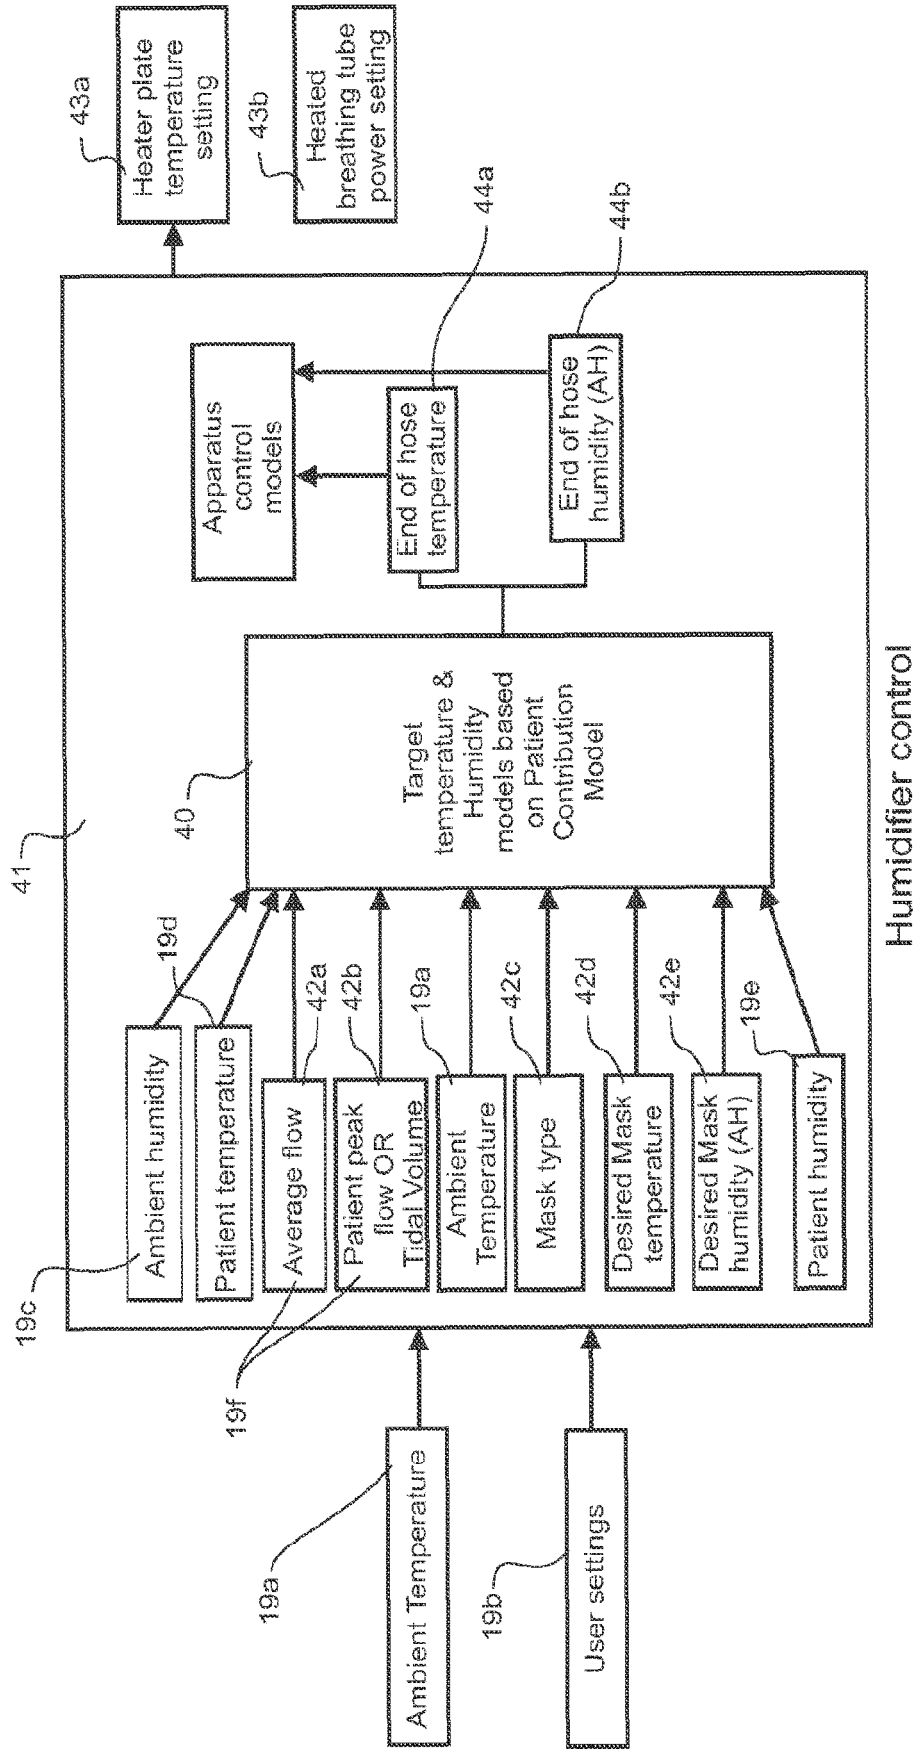 19a
Ambient Temperature
19b
User settings
41
19c
Ambient humidity
19d
Patient temperature
19f
Average flow
42a
Patient peak
flow OR
Tidal Volume
42b
Ambient
Temperature
19a
Mask type
42c
Desired Mask
temperature
42d
Desired Mask
humidity (AH)
42e
Patient humidity
19e
40
Target
temperature &
Humidity
models based
on Patient
Contribution
Model
Apparatus
control
models
End of hose
temperature
44a
End of hose
humidity (AH)
44b
43a
Heater plate
temperature
setting
43b
Heated
breathing tube
power setting
Humidifier control